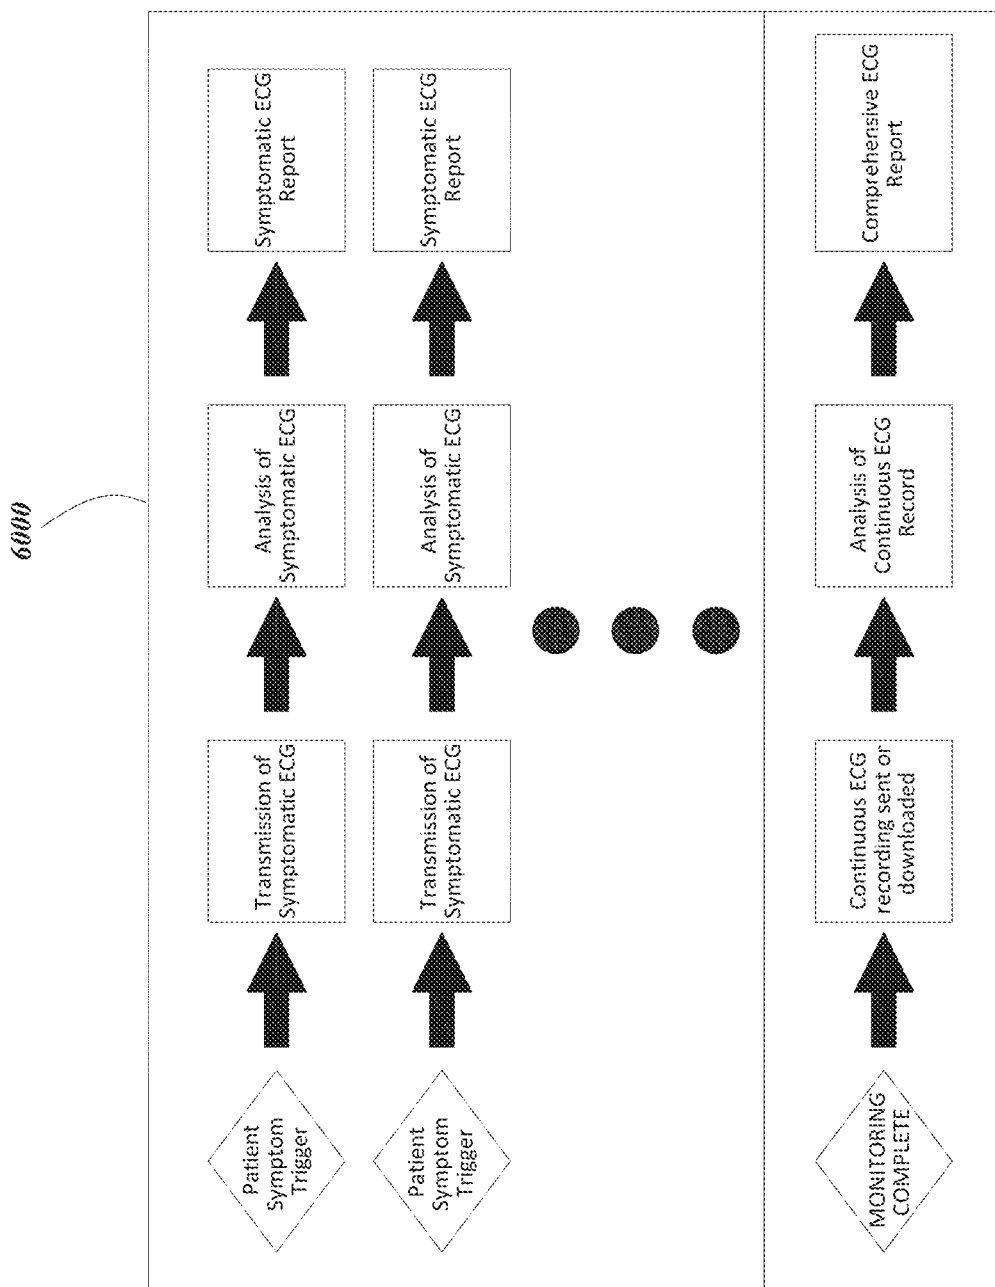 6000
Patient
Symptom
Trigger
Transmission of
Symptomatic ECG
Analysis of
Symptomatic ECG
Symptomatic ECG
Report
Patient
Symptom
Trigger
Transmission of
Symptomatic ECG
Analysis of
Symptomatic ECG
Symptomatic ECG
Report
MONITORING
COMPLETE
Continuous ECG
recording sent or
downloaded
Analysis of
Continuous ECG
Record
Comprehensive ECG
Report